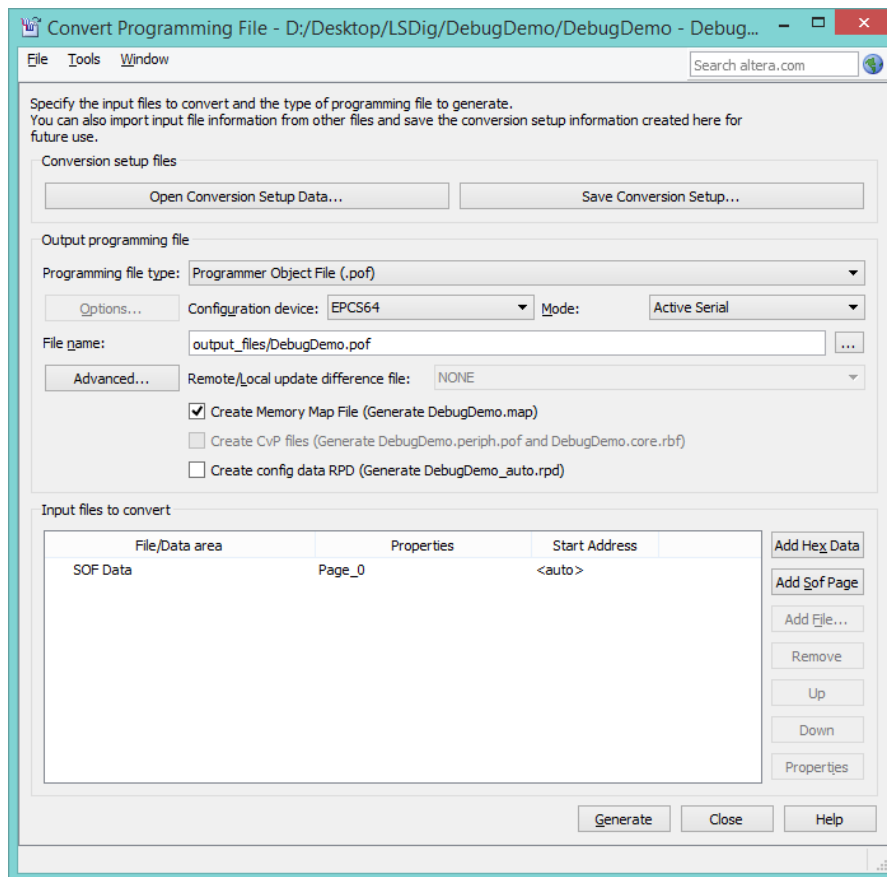 Convert Programming File - D:/Desktop/LSDig/DebugDemo/DebugDemo - Debug...
File Tools Window
Search altera.com
Specify the input files to convert and the type of programming file to generate.
You can also import input file information from other files and save the conversion setup information created here for
future use.
Conversion setup files
Open Conversion Setup Data... Save Conversion Setup...
Output programming file
Programming file type: Programmer Object File (.pof)
Options... Configuration device: EPCS64 Mode: Active Serial
File name: output_files/DebugDemo.pof ...
Advanced... Remote/Local update difference file: NONE
Create Memory Map File (Generate DebugDemo.map)
Create CvP files (Generate DebugDemo.periph.pof and DebugDemo.core.rbf)
Create config data RPD (Generate DebugDemo_auto.rpd)
Input files to convert
File/Data area Properties Start Address
SOF Data Page_0 <auto>
Add Hex Data
Add Sof Page
Add File...
Remove
Up
Down
Properties
Generate Close Help